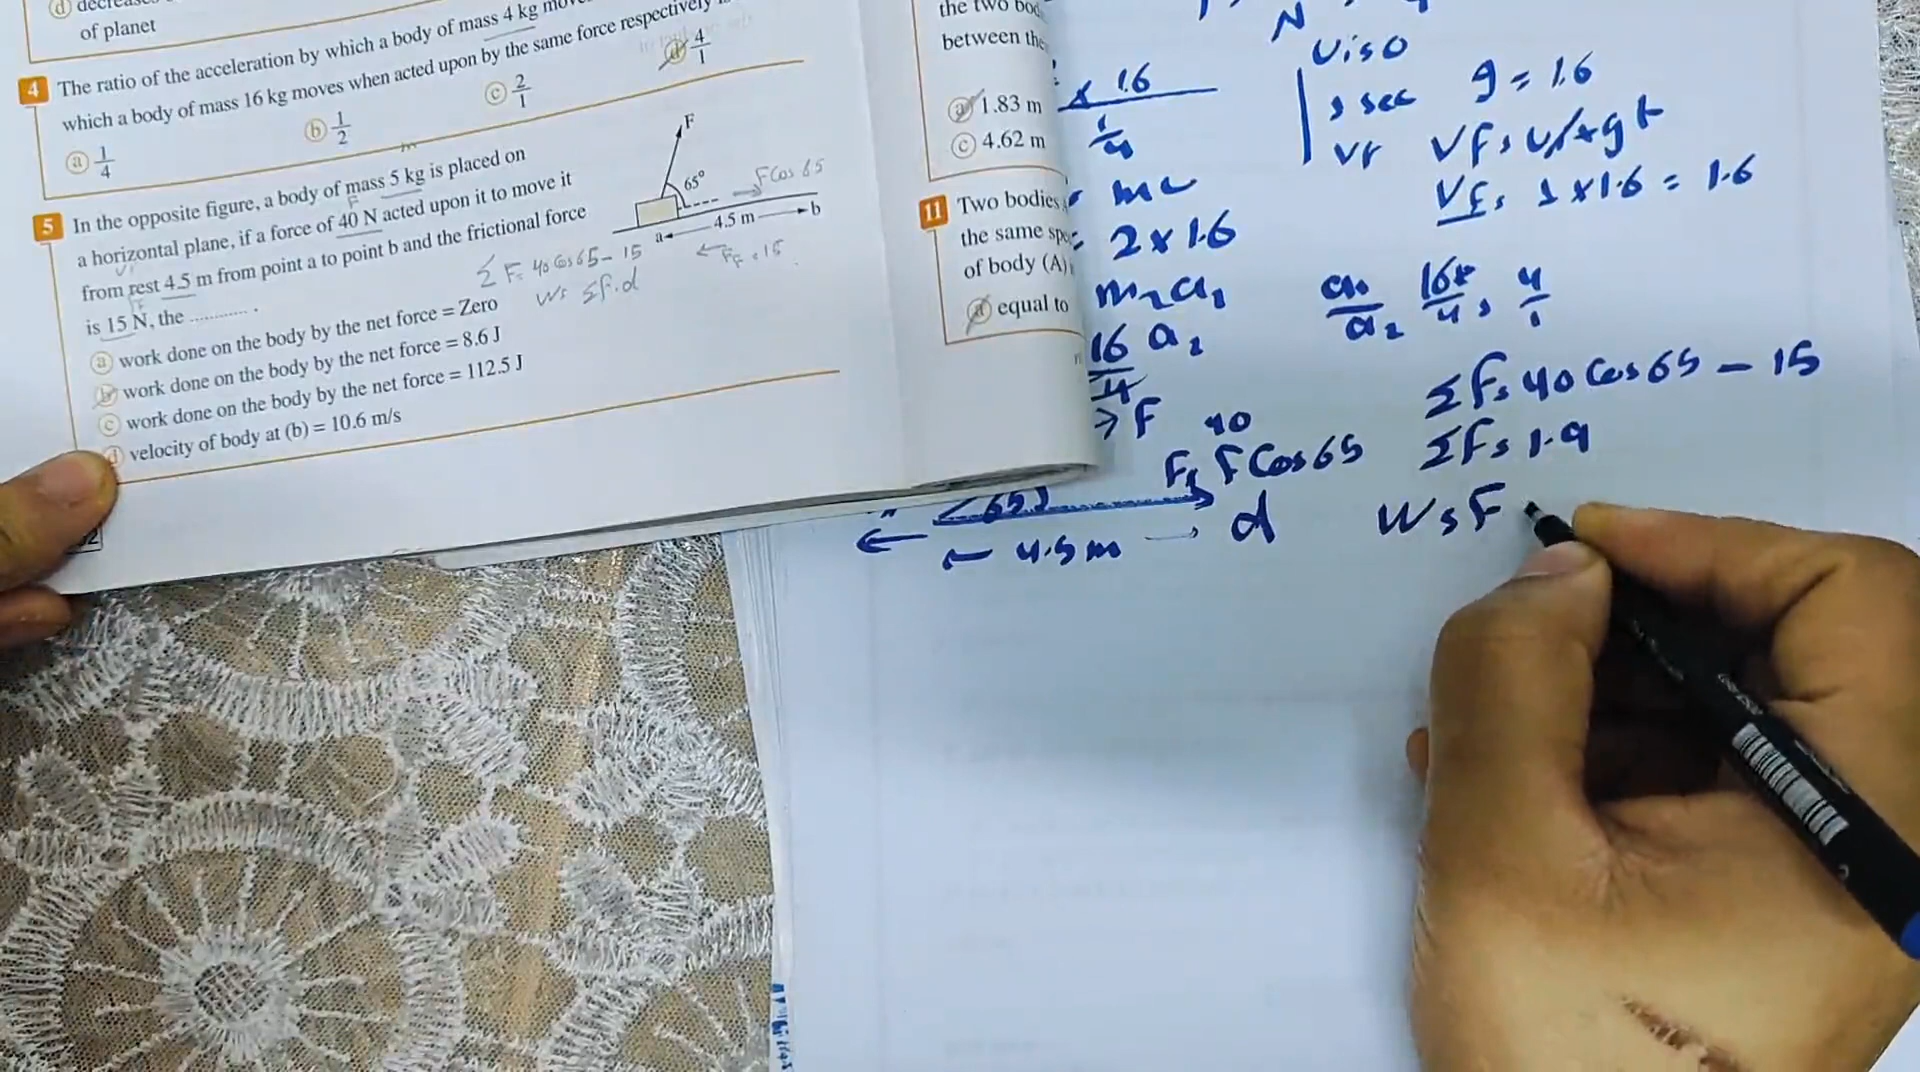 d decreases
of planet
4 The ratio of the acceleration by which a body of mass 4 kg
which a body of mass 16 kg moves when acted upon by the same force respectively
a 1/4
b 1/2
c 2/1
d 4/1
5 In the opposite figure, a body of mass 5 kg is placed on
a horizontal plane, if a force of 40 N acted upon it to move it
from rest 4.5 m from point a to point b and the frictional force
is 15 N, the ............ .
a work done on the body by the net force = Zero
b work done on the body by the net force = 8.6 J
c work done on the body by the net force = 112.5 J
d velocity of body at (b) = 10.6 m/s
F
65°
F Cos 65
a
4.5 m
b
FF = 15
Σ F = 40 Cos 65 - 15
W = ΣF.d
the two
between the
a 1.83 m
c 4.62 m
11 Two bodies
the same
of body (A)
equal to
N
Vi = 0
1 sec
Vf
g = 1.6
Vf = gt
Vf = 1 × 1.6 = 1.6
× 1.6
1/4
= 2 × 1.6
16 a2
4
a1/a2 16/4 = 4/1
ΣF = 40 Cos 65 - 15
ΣF = 1.9
F 40
F = F Cos 65
4.5 m
d
W = F